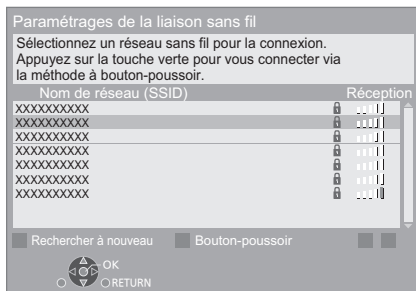 Paramétrages de la liaison sans fil
Sélectionnez un réseau sans fil pour la connexion.
Appuyez sur la touche verte pour vous connecter via
la méthode à bouton-poussoir.
Nom de réseau (SSID) Réception
XXXXXXXXXX
XXXXXXXXXX
XXXXXXXXXX
XXXXXXXXXX
XXXXXXXXXX
XXXXXXXXXX
XXXXXXXXXX
Rechercher à nouveau Bouton-poussoir
OK
RETURN